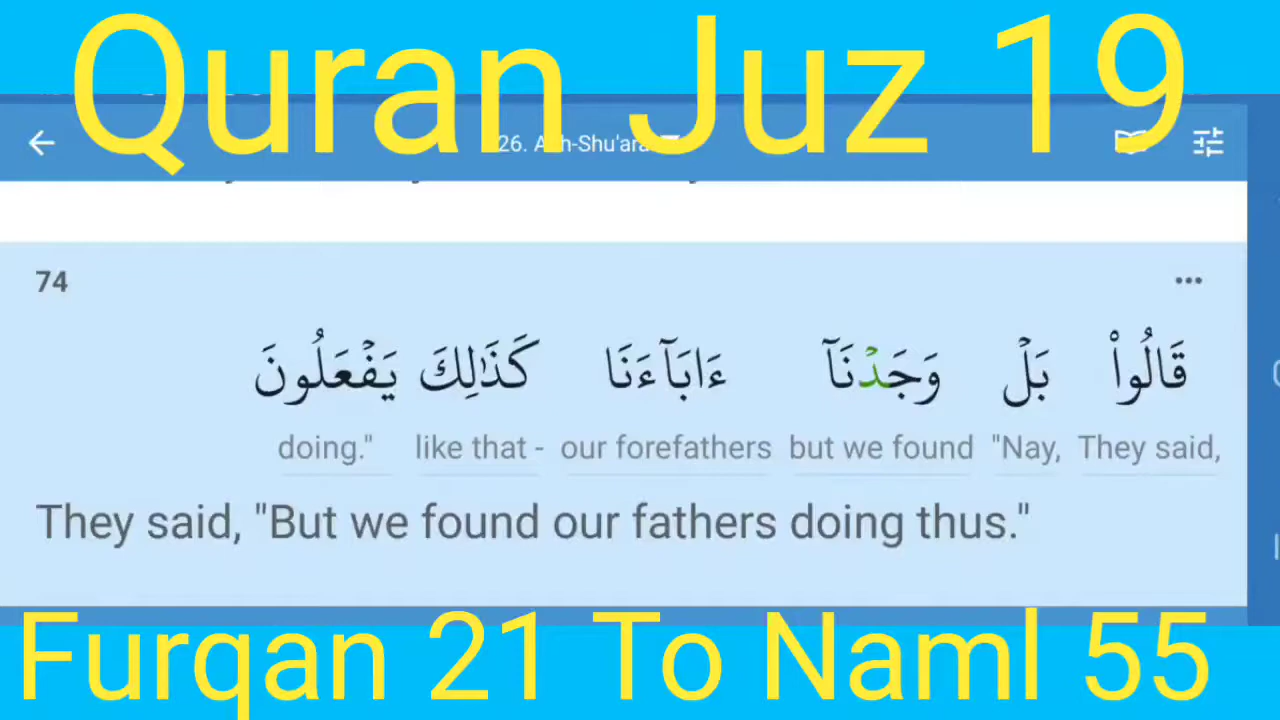 Quran Juz 19
26. Ash-Shu'ara
74
قَالُوا۟ بَلْ وَجَدْنَآ ءَابَآءَنَا كَذَٰلِكَ يَفْعَلُونَ
doing." like that - our forefathers but we found "Nay, They said,
They said, "But we found our fathers doing thus."
Furqan 21 To Naml 55